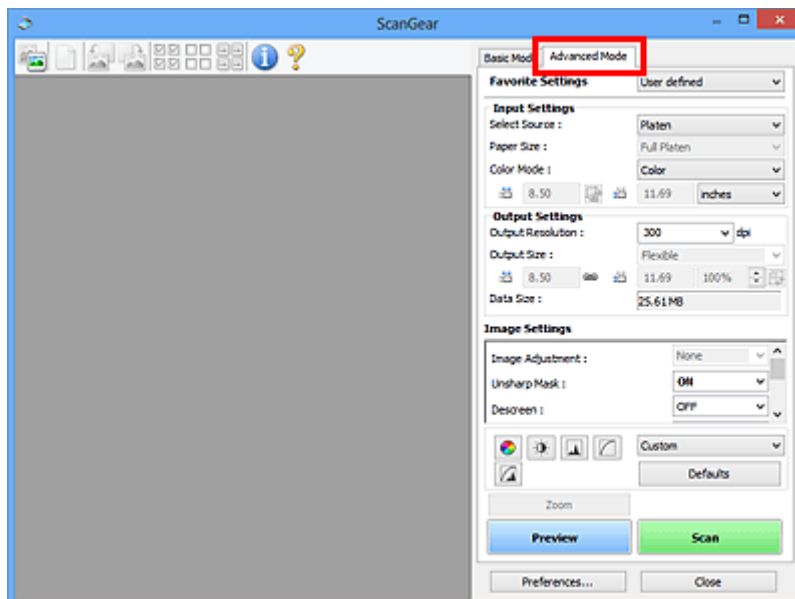 ScanGear
Basic Mode Advanced Mode
Favorite Settings User defined
Input Settings
Select Source : Platen
Paper Size : Full Platen
Color Mode : Color
8.50 11.69 inches
Output Settings
Output Resolution : 300 dpi
Output Size : Flexible
8.50 11.69 100%
Data Size : 25.61 MB
Image Settings
Image Adjustment : None
Unsharp Mask : ON
Descreen : OFF
Custom
Defaults
Zoom
Preview Scan
Preferences... Close